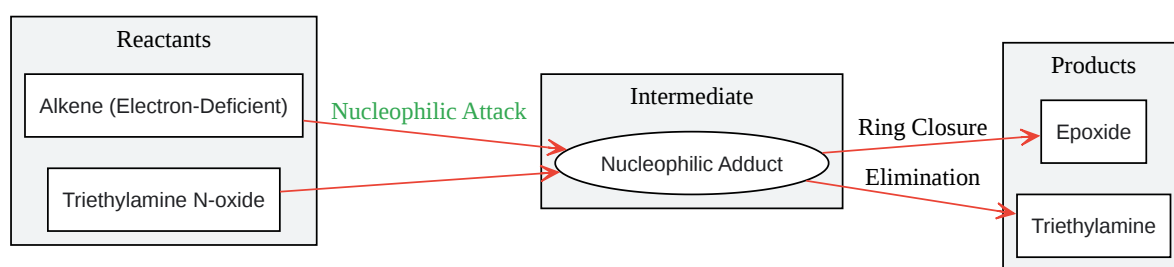 Reactants
Alkene (Electron-Deficient)
Triethylamine N-oxide
Nucleophilic Attack
Intermediate
Nucleophilic Adduct
Ring Closure
Elimination
Products
Epoxide
Triethylamine